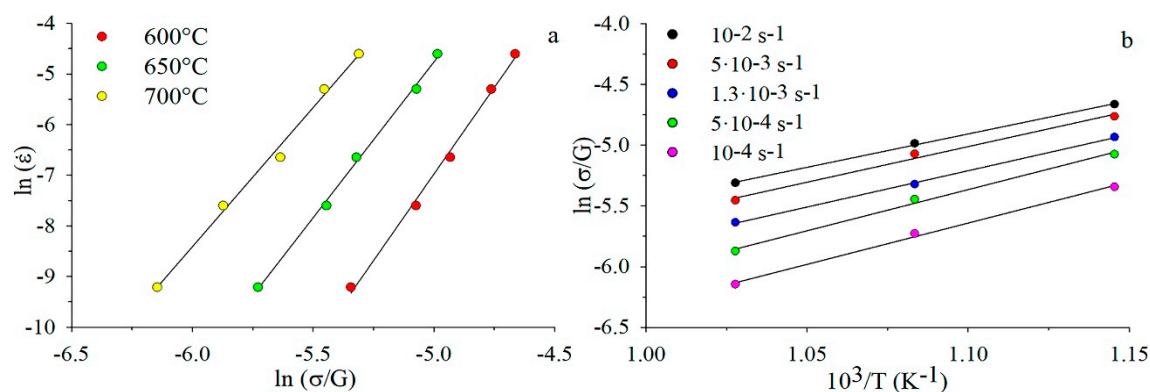 -4
-5
-6
-7
-8
-9
-10
ln (ε̇)
-6.5
-6.0
-5.5
-5.0
-4.5
ln (σ/G)
600°C
650°C
700°C
a
-4.0
-4.5
-5.0
-5.5
-6.0
-6.5
ln (σ/G)
1.00
1.05
1.10
1.15
10³/T (K⁻¹)
10-2 s-1
5·10-3 s-1
1.3·10-3 s-1
5·10-4 s-1
10-4 s-1
b